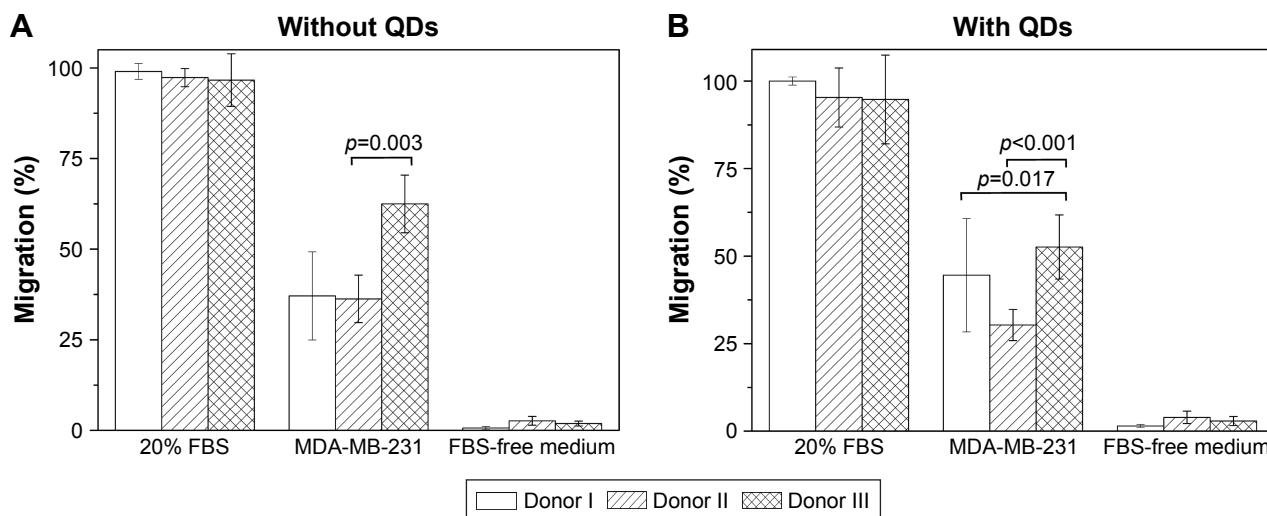 A
Without QDs
Migration (%)
100
75
50
25
0
p=0.003
20% FBS
MDA-MB-231
FBS-free medium
B
With QDs
Migration (%)
100
75
50
25
0
p<0.001
p=0.017
20% FBS
MDA-MB-231
FBS-free medium
Donor I
Donor II
Donor III